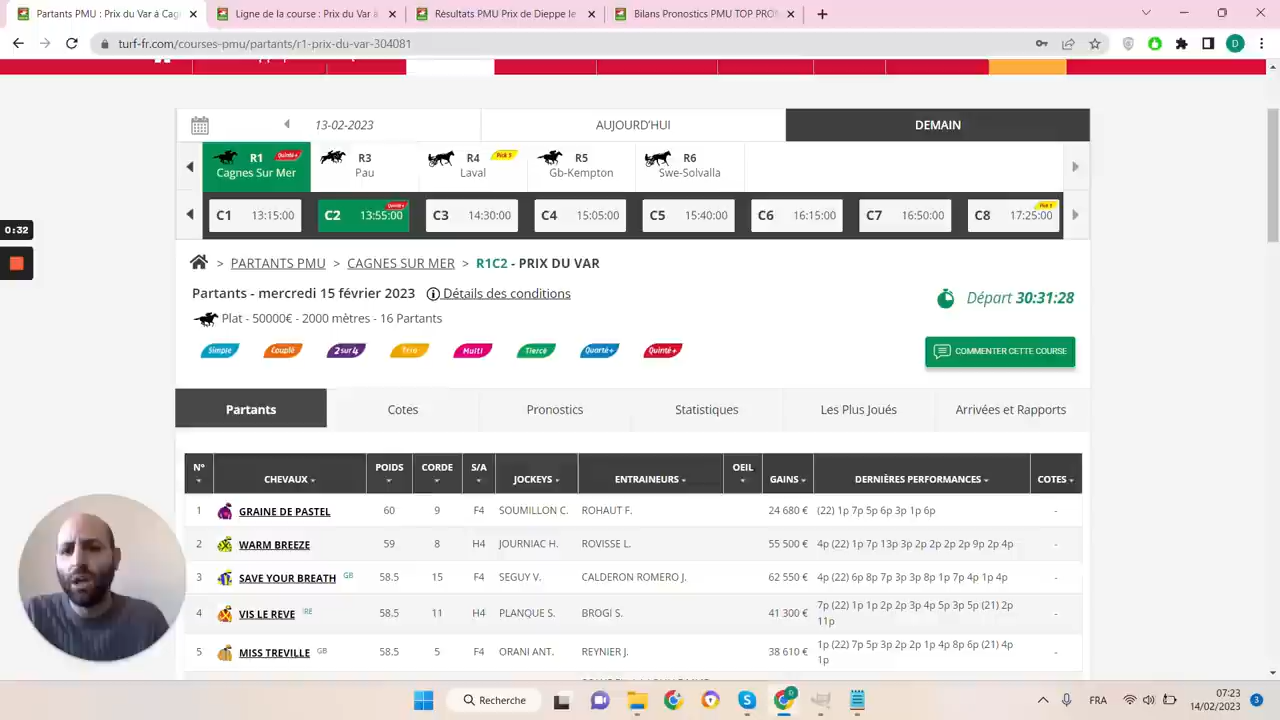 Partants PMU : Prix du Var à Cag
Ligne de Course : Prix du Var à
Résultats PMU Prix de Dieppe le
Bilans Pronostics PMU TOP PRON
turf-fr.com/courses-pmu/partants/r1-prix-du-var-304081
13-02-2023 AUJOURD'HUI DEMAIN
R1 Quinté+ R3 R4 Pick 5 R5 R6
Cagnes Sur Mer Pau Laval Gb-Kempton Swe-Solvalla
C1 13:15:00 C2 13:55:00 Quinté+ C3 14:30:00 C4 15:05:00 C5 15:40:00 C6 16:15:00 C7 16:50:00 C8 17:25:00 Pick 5
0:32
> PARTANTS PMU > CAGNES SUR MER > R1C2 - PRIX DU VAR
Partants - mercredi 15 février 2023 Détails des conditions
Départ 30:31:28
Plat - 50000€ - 2000 mètres - 16 Partants
Simple Couplé 2 sur 4 Trio Multi Tiercé Quarté+ Quinté+
COMMENTER CETTE COURSE
Partants Cotes Pronostics Statistiques Les Plus Joués Arrivées et Rapports
N° CHEVAUX POIDS CORDE S/A JOCKEYS ENTRAINEURS OEIL GAINS DERNIÈRES PERFORMANCES COTES
1 GRAINE DE PASTEL 60 9 F4 SOUMILLON C. ROHAUT F. 24 680 € (22) 1p 7p 5p 6p 3p 1p 6p -
2 WARM BREEZE 59 8 H4 JOURNIAC H. ROVISSE L. 55 500 € 4p (22) 1p 7p 13p 3p 2p 2p 2p 9p 2p 4p -
3 SAVE YOUR BREATH GB 58.5 15 F4 SEGUY V. CALDERON ROMERO J. 62 550 € 4p (22) 6p 8p 7p 3p 3p 8p 1p 7p 4p 1p 4p -
4 VIS LE REVE IRE 58.5 11 H4 PLANQUE S. BROGI S. 41 300 € 7p (22) 1p 1p 2p 2p 3p 4p 5p 3p 5p (21) 2p 11p -
5 MISS TREVILLE GB 58.5 5 F4 ORANI ANT. REYNIER J. 38 610 € 1p (22) 7p 5p 3p 2p 2p 1p 4p 8p 6p (21) 4p 1p -
Recherche
FRA
07:23
14/02/2023
3